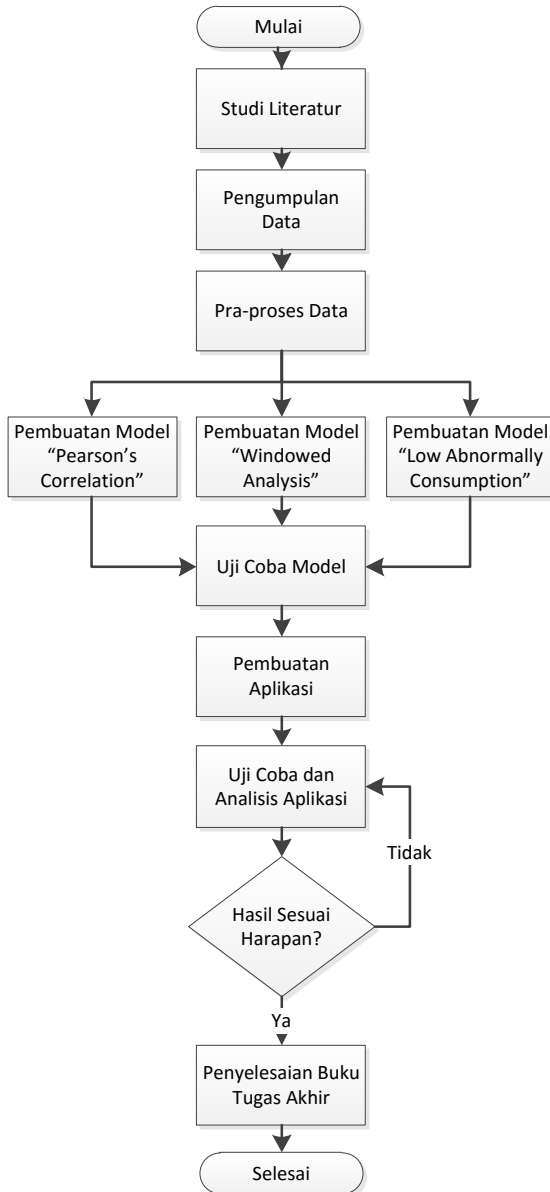 Mulai
Studi Literatur
Pengumpulan
Data
Pra-proses Data
Pembuatan Model
“Pearson’s
Correlation”
Pembuatan Model
“Windowed
Analysis”
Pembuatan Model
“Low Abnormally
Consumption”
Uji Coba Model
Pembuatan
Aplikasi
Uji Coba dan
Analisis Aplikasi
Tidak
Hasil Sesuai
Harapan?
Ya
Penyelesaian Buku
Tugas Akhir
Selesai